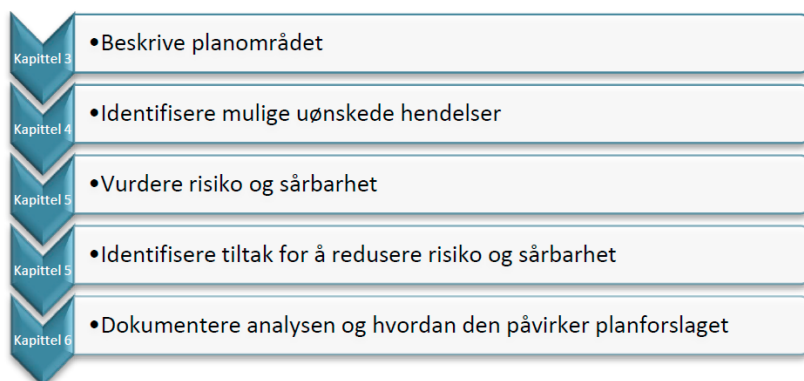 Kapittel 3
•Beskrive planområdet
Kapittel 4
•Identifisere mulige uønskede hendelser
Kapittel 5
•Vurdere risiko og sårbarhet
Kapittel 5
•Identifisere tiltak for å redusere risiko og sårbarhet
Kapittel 6
•Dokumentere analysen og hvordan den påvirker planforslaget